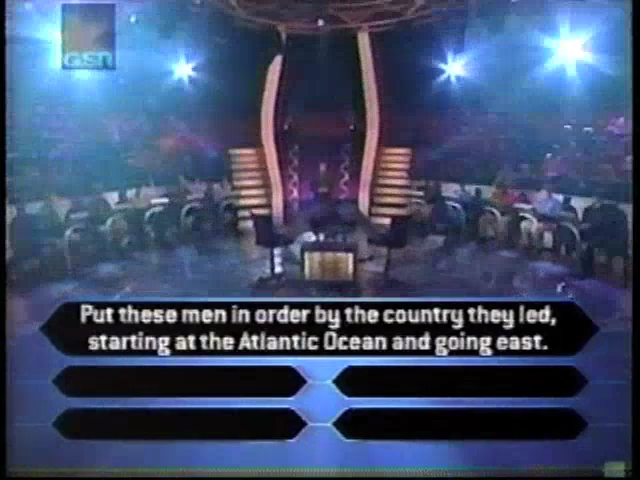 GSN
Put these men in order by the country they led,
starting at the Atlantic Ocean and going east.